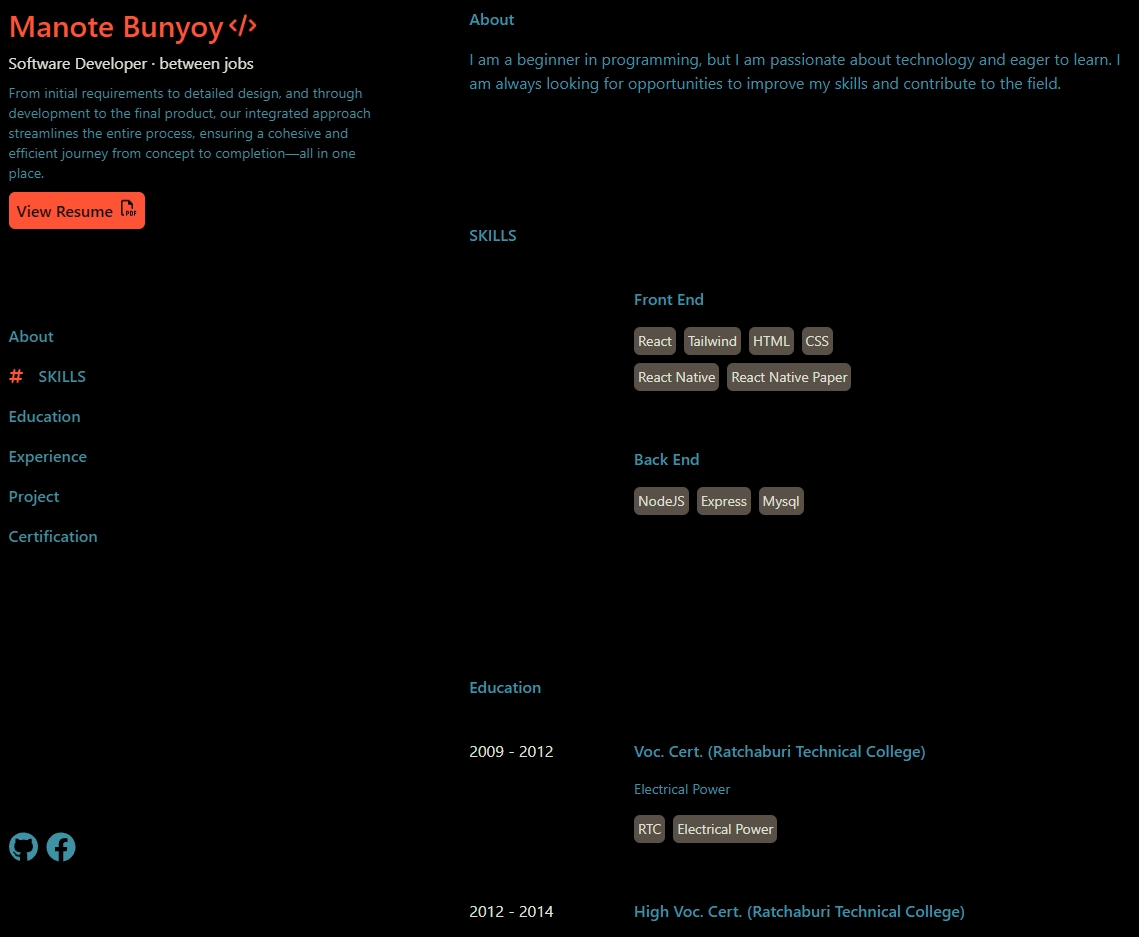 Manote Bunyoy </>
Software Developer · between jobs
From initial requirements to detailed design, and through
development to the final product, our integrated approach
streamlines the entire process, ensuring a cohesive and
efficient journey from concept to completion—all in one
place.
View Resume PDF
About
# SKILLS
Education
Experience
Project
Certification
About
I am a beginner in programming, but I am passionate about technology and eager to learn. I
am always looking for opportunities to improve my skills and contribute to the field.
SKILLS
Front End
React Tailwind HTML CSS
React Native React Native Paper
Back End
NodeJS Express Mysql
Education
2009 - 2012 Voc. Cert. (Ratchaburi Technical College)
Electrical Power
RTC Electrical Power
2012 - 2014 High Voc. Cert. (Ratchaburi Technical College)